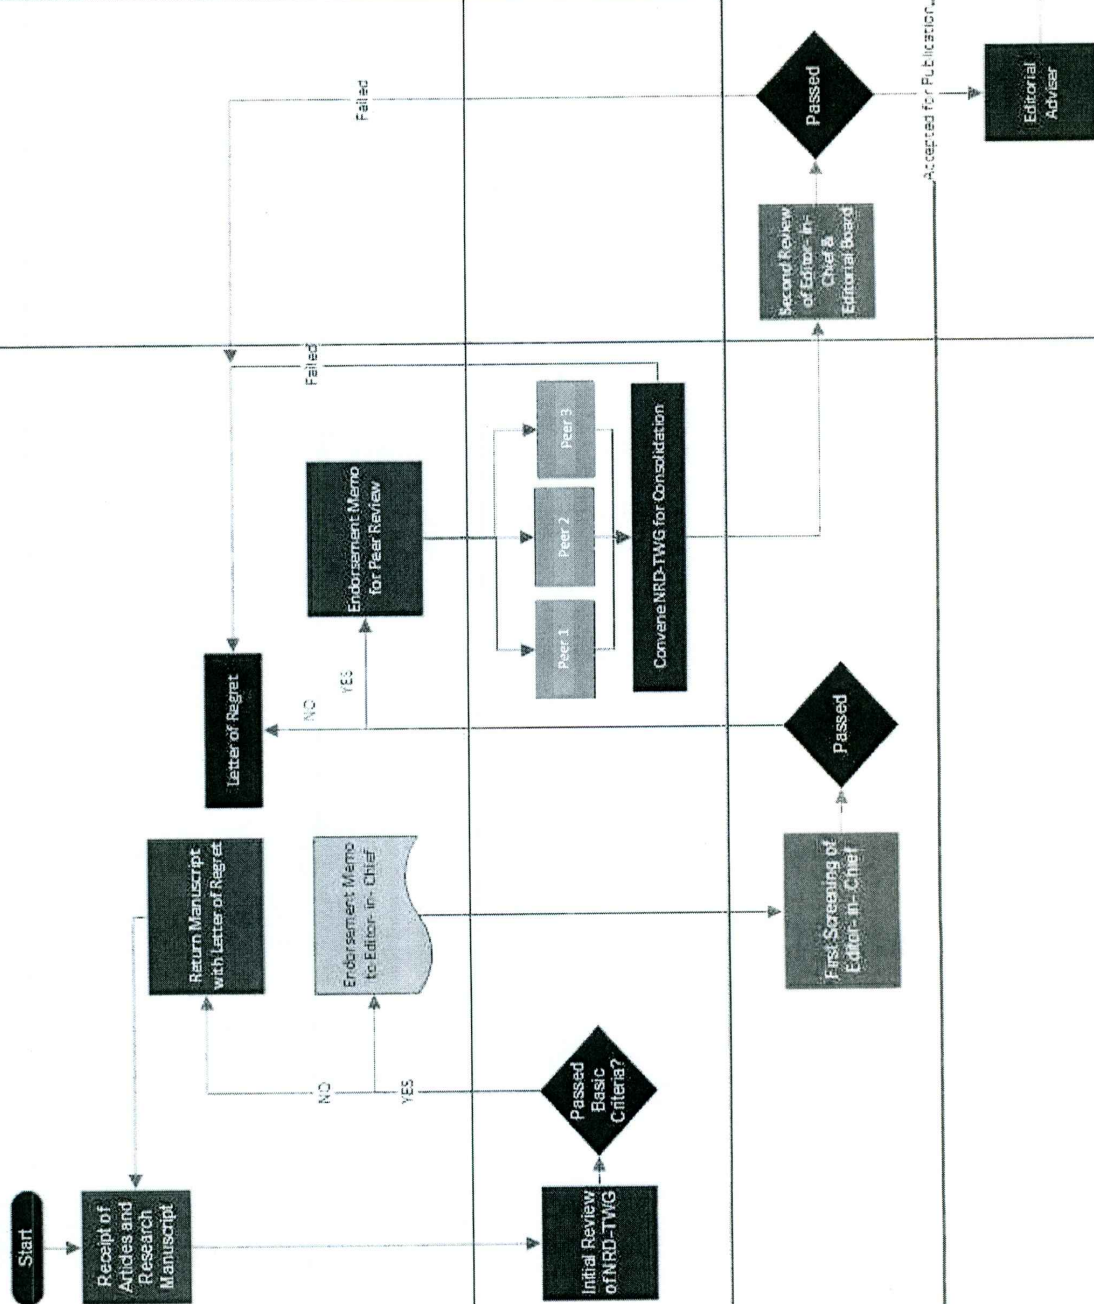 Start
Receipt of
Articles and
Research
Manuscript
Initial Review
of NRD-TWG
Passed
Basic
Criteria?
NO
YES
Return Manuscript
with Letter of Regret
Endorsement Memo
to Editor- in- Chief
First Screening of
Editor- in- Chief
Passed
NO
YES
Letter of Regret
Endorsement Memo
for Peer Review
Peer 1
Peer 2
Peer 3
Convene NRD-TWG for Consolidation
Failed
Second Review
of Editor- in-
Chief &
Editorial Board
Passed
Failed
Accepted for Publication
Editorial
Adviser